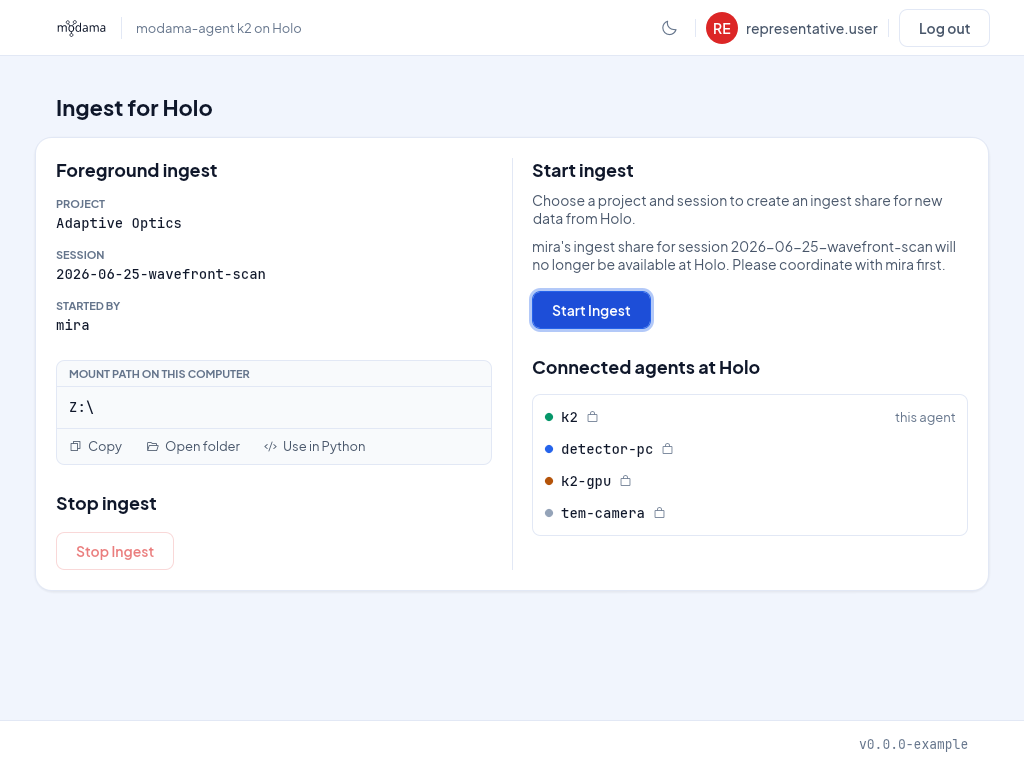 modama
modama-agent k2 on Holo
RE
representative.user
Log out
Ingest for Holo
Foreground ingest
PROJECT
Adaptive Optics
SESSION
2026-06-25-wavefront-scan
STARTED BY
mira
MOUNT PATH ON THIS COMPUTER
Z:\
Copy
Open folder
Use in Python
Stop ingest
Stop Ingest
Start ingest
Choose a project and session to create an ingest share for new
data from Holo.
mira's ingest share for session 2026-06-25-wavefront-scan will
no longer be available at Holo. Please coordinate with mira first.
Start Ingest
Connected agents at Holo
k2
this agent
detector-pc
k2-gpu
tem-camera
v0.0.0-example